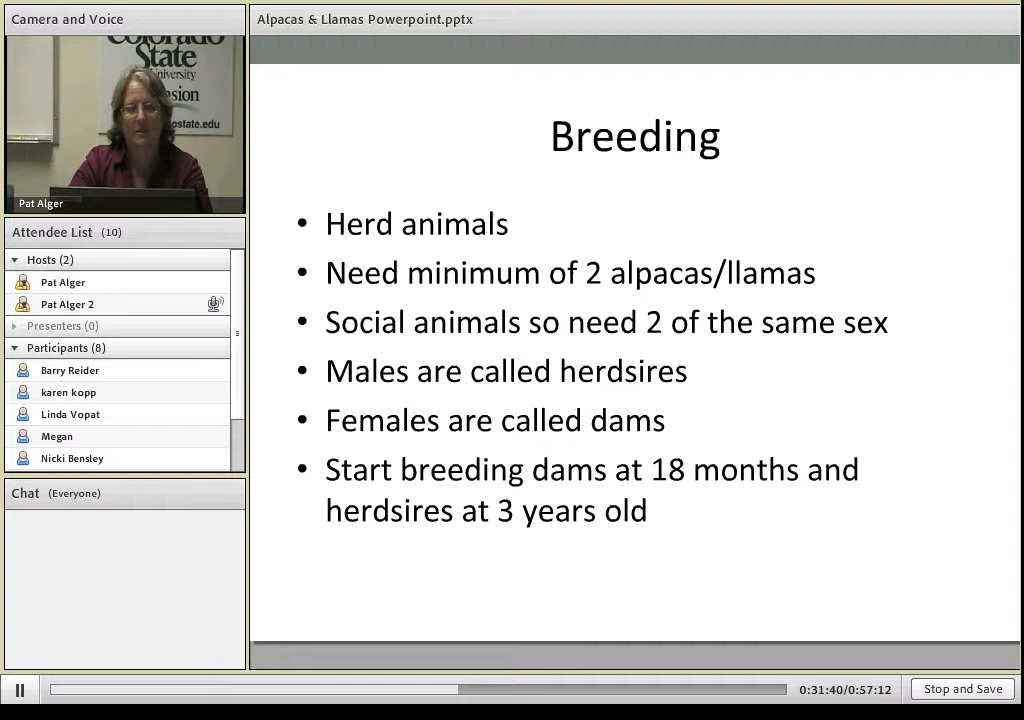 Camera and Voice
Colorado
State
University
nsion
ostate.edu
Pat Alger
Attendee List (10)
Hosts (2)
Pat Alger
Pat Alger 2
Presenters (0)
Participants (8)
Barry Reider
karen kopp
Linda Vopat
Megan
Nicki Bensley
Chat (Everyone)
Alpacas & Llamas Powerpoint.pptx
Breeding
• Herd animals
• Need minimum of 2 alpacas/llamas
• Social animals so need 2 of the same sex
• Males are called herdsires
• Females are called dams
• Start breeding dams at 18 months and
herdsires at 3 years old
0:31:40/0:57:12
Stop and Save